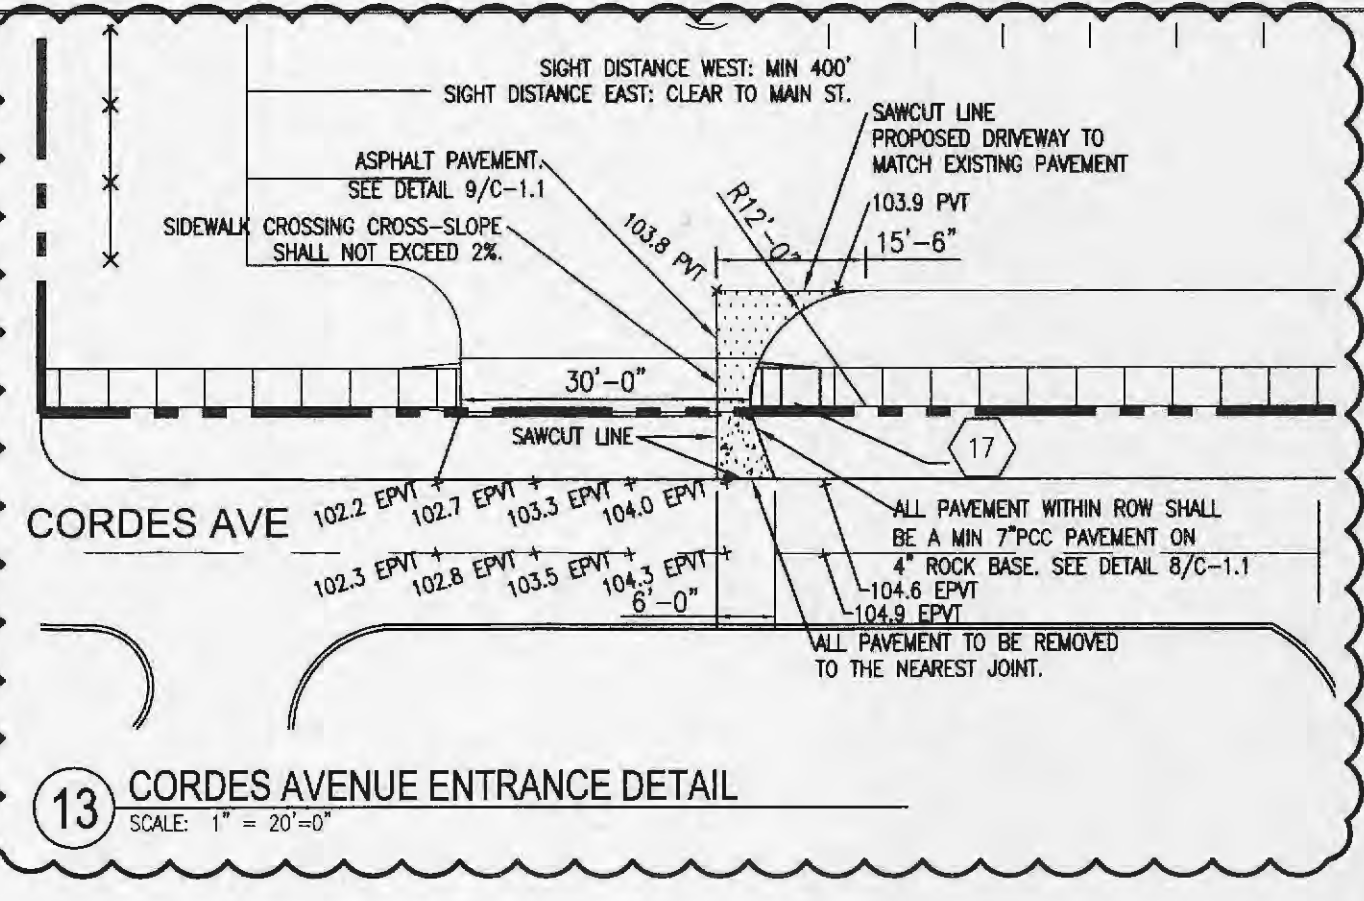 SIGHT DISTANCE WEST: MIN 400'
SIGHT DISTANCE EAST: CLEAR TO MAIN ST.
SAWCUT LINE
PROPOSED DRIVEWAY TO
MATCH EXISTING PAVEMENT
ASPHALT PAVEMENT.
SEE DETAIL 9/C-1.1
SIDEWALK CROSSING CROSS-SLOPE
SHALL NOT EXCEED 2%.
103.8 PVT
R12'-0"
103.9 PVT
15'-6"
30'-0"
SAWCUT LINE
17
CORDES AVE
102.2 EPVT
102.7 EPVT
103.3 EPVT
104.0 EPVT
102.3 EPVT
102.8 EPVT
103.5 EPVT
104.3 EPVT
6'-0"
ALL PAVEMENT WITHIN ROW SHALL
BE A MIN 7"PCC PAVEMENT ON
4" ROCK BASE. SEE DETAIL 8/C-1.1
104.6 EPVT
104.9 EPVT
ALL PAVEMENT TO BE REMOVED
TO THE NEAREST JOINT.
13
CORDES AVENUE ENTRANCE DETAIL
SCALE: 1" = 20'=0"